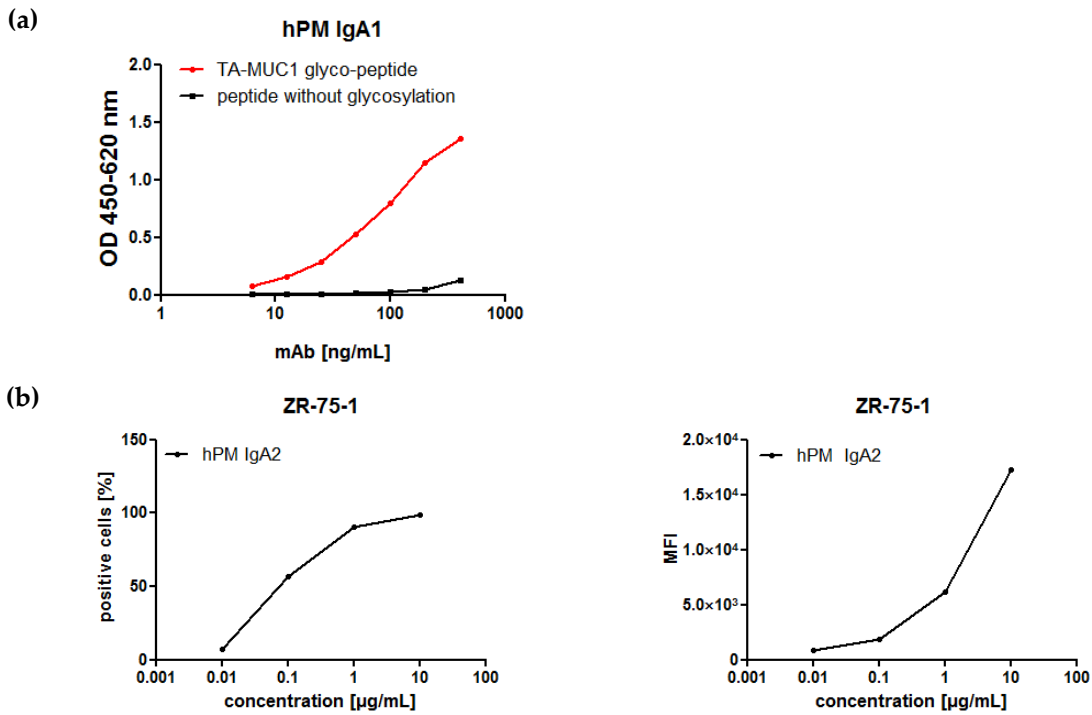 (a)
hPM IgA1
TA-MUC1 glyco-peptide
peptide without glycosylation
OD 450-620 nm
2.0
1.5
1.0
0.5
0.0
1 10 100 1000
mAb [ng/mL]
(b)
ZR-75-1
hPM IgA2
positive cells [%]
150
100
50
0
0.001 0.01 0.1 1 10 100
concentration [µg/mL]
ZR-75-1
hPM IgA2
MFI
2.0×10⁴
1.5×10⁴
1.0×10⁴
5.0×10³
0
0.001 0.01 0.1 1 10 100
concentration [µg/mL]